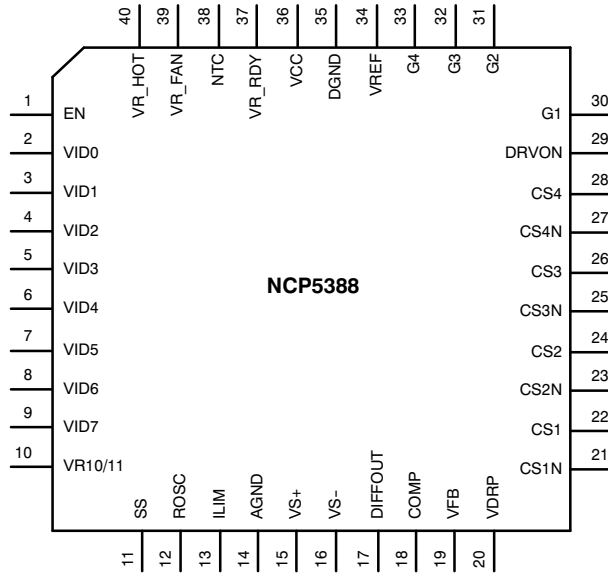 40 39 38 37 36 35 34 33 32 31
VR_HOT VR_FAN NTC VR_RDY VCC DGND VREF G4 G3 G2
1 EN
2 VID0
3 VID1
4 VID2
5 VID3
6 VID4
7 VID5
8 VID6
9 VID7
10 VR10/11
NCP5388
G1 30
DRVON 29
CS4 28
CS4N 27
CS3 26
CS3N 25
CS2 24
CS2N 23
CS1 22
CS1N 21
SS ROSC ILIM AGND VS+ VS− DIFFOUT COMP VFB VDRP
11 12 13 14 15 16 17 18 19 20